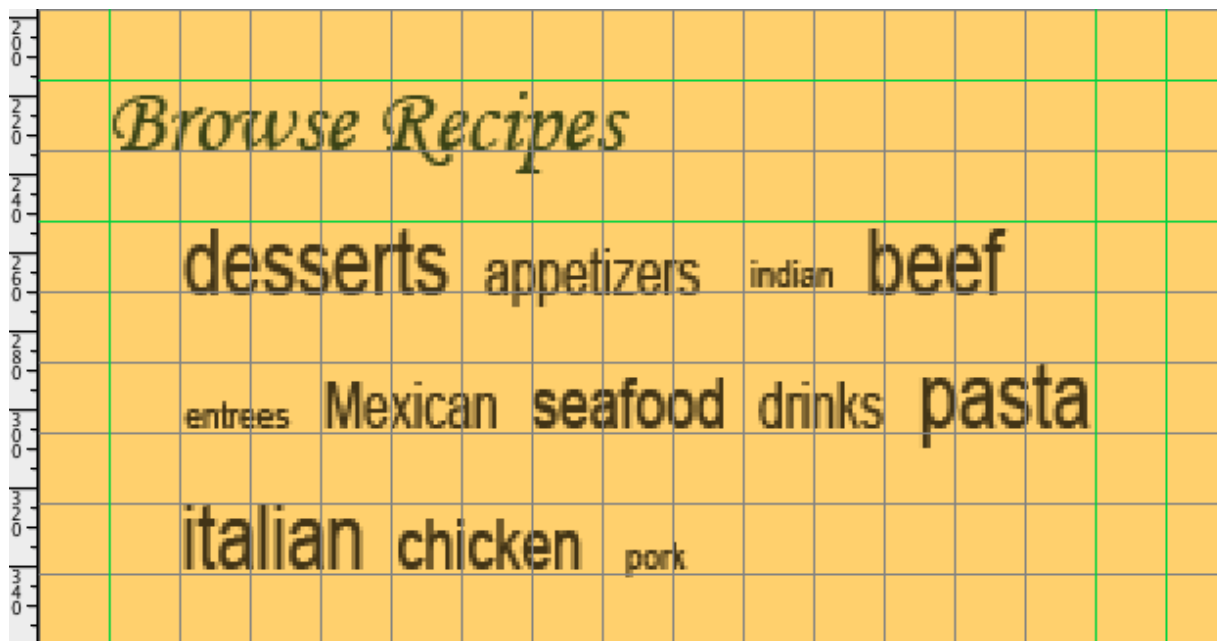 200
220
240
260
280
300
320
340
Browse Recipes
desserts appetizers indian beef
entrees Mexican seafood drinks pasta
italian chicken pork